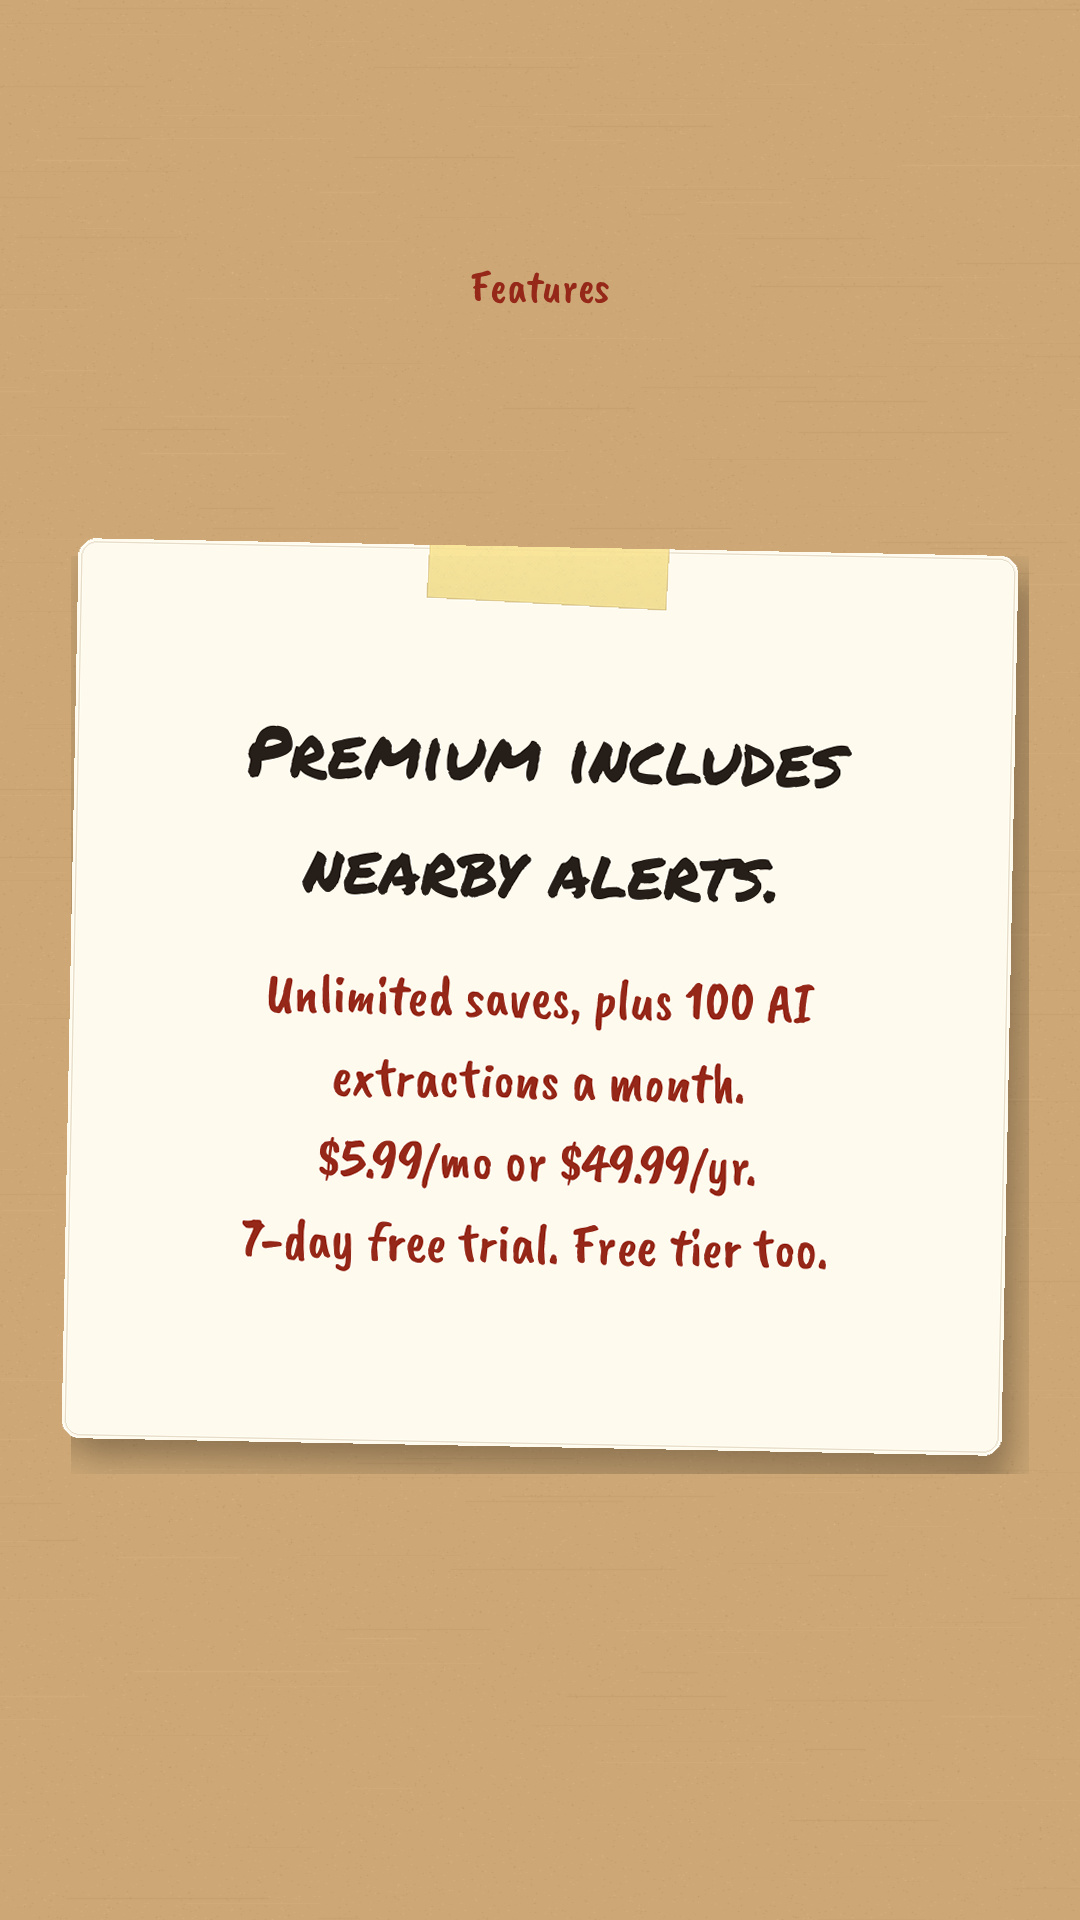 Features
Premium includes
nearby alerts.
Unlimited saves, plus 100 AI
extractions a month.
$5.99/mo or $49.99/yr.
7-day free trial. Free tier too.